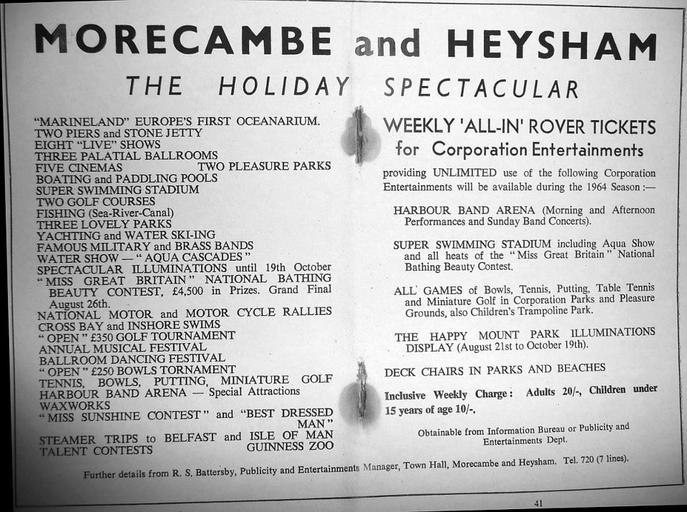 MORECAMBE and HEYSHAM
THE HOLIDAY SPECTACULAR
"MARINELAND" EUROPE'S FIRST OCEANARIUM.
TWO PIERS and STONE JETTY
EIGHT "LIVE" SHOWS
THREE PALATIAL BALLROOMS
FIVE CINEMAS TWO PLEASURE PARKS
BOATING and PADDLING POOLS
SUPER SWIMMING STADIUM
TWO GOLF COURSES
FISHING (Sea-River-Canal)
THREE LOVELY PARKS
YACHTING and WATER SKI-ING
FAMOUS MILITARY and BRASS BANDS
WATER SHOW — "AQUA CASCADES"
SPECTACULAR ILLUMINATIONS until 19th October
"MISS GREAT BRITAIN" NATIONAL BATHING
BEAUTY CONTEST, £4,500 in Prizes. Grand Final
August 26th.
NATIONAL MOTOR and MOTOR CYCLE RALLIES
CROSS BAY and INSHORE SWIMS
"OPEN" £350 GOLF TOURNAMENT
ANNUAL MUSICAL FESTIVAL
BALLROOM DANCING FESTIVAL
"OPEN" £250 BOWLS TORNAMENT
TENNIS, BOWLS, PUTTING, MINIATURE GOLF
HARBOUR BAND ARENA — Special Attractions
WAXWORKS
"MISS SUNSHINE CONTEST" and "BEST DRESSED
MAN"
STEAMER TRIPS to BELFAST and ISLE OF MAN
TALENT CONTESTS GUINNESS ZOO
WEEKLY 'ALL-IN' ROVER TICKETS
for Corporation Entertainments
providing UNLIMITED use of the following Corporation
Entertainments will be available during the 1964 Season :—
HARBOUR BAND ARENA (Morning and Afternoon
Performances and Sunday Band Concerts).
SUPER SWIMMING STADIUM including Aqua Show
and all heats of the "Miss Great Britain" National
Bathing Beauty Contest.
ALL GAMES of Bowls, Tennis, Putting, Table Tennis
and Miniature Golf in Corporation Parks and Pleasure
Grounds, also Children's Trampoline Park.
THE HAPPY MOUNT PARK ILLUMINATIONS
DISPLAY (August 21st to October 19th).
DECK CHAIRS IN PARKS AND BEACHES
Inclusive Weekly Charge: Adults 20/-, Children under
15 years of age 10/-.
Obtainable from Information Bureau or Publicity and
Entertainments Dept.
Further details from R. S. Battersby, Publicity and Entertainments Manager, Town Hall, Morecambe and Heysham. Tel. 720 (7 lines).
41